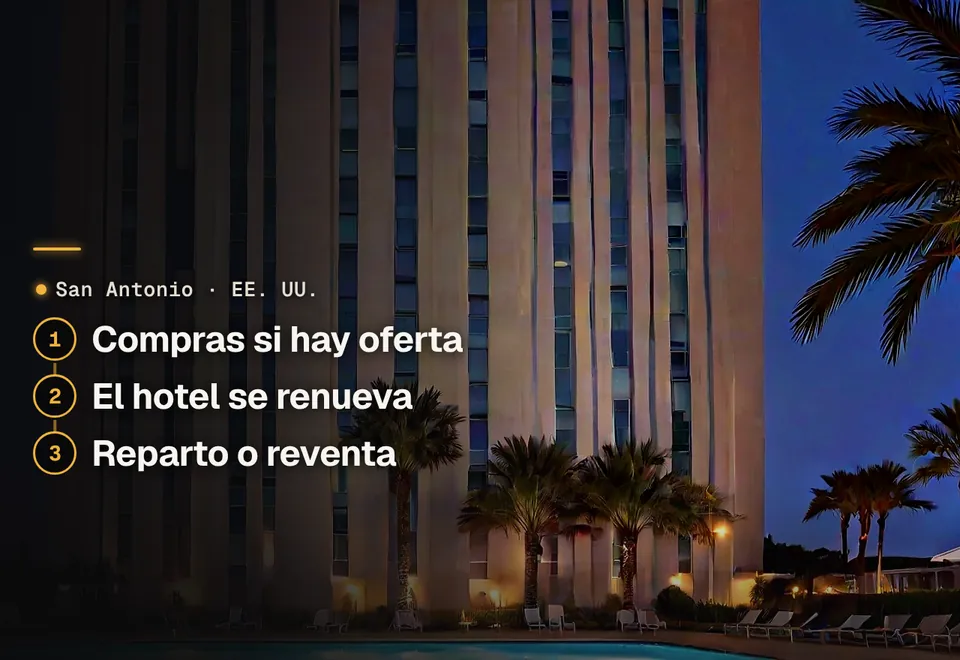 San Antonio · EE. UU.
1 Compras si hay oferta
2 El hotel se renueva
3 Reparto o reventa